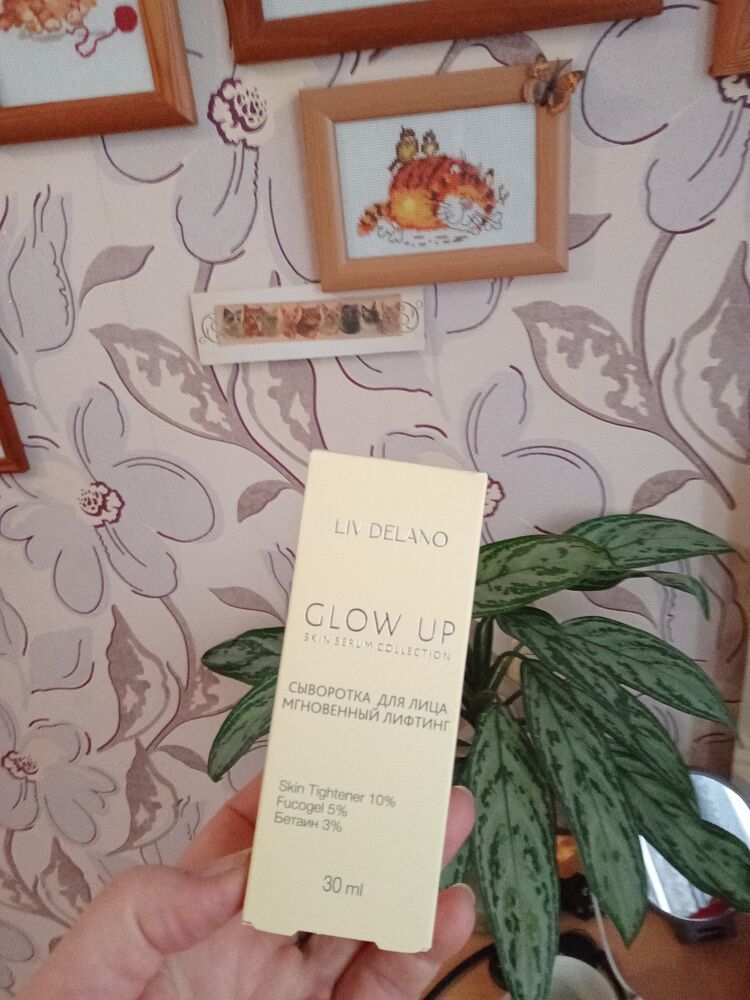 LIV DELANO
GLOW UP
SKIN SERUM COLLECTION
СЫВОРОТКА ДЛЯ ЛИЦА
МГНОВЕННЫЙ ЛИФТИНГ
Skin Tightener 10%
Fucogel 5%
Бетаин 3%
30 ml